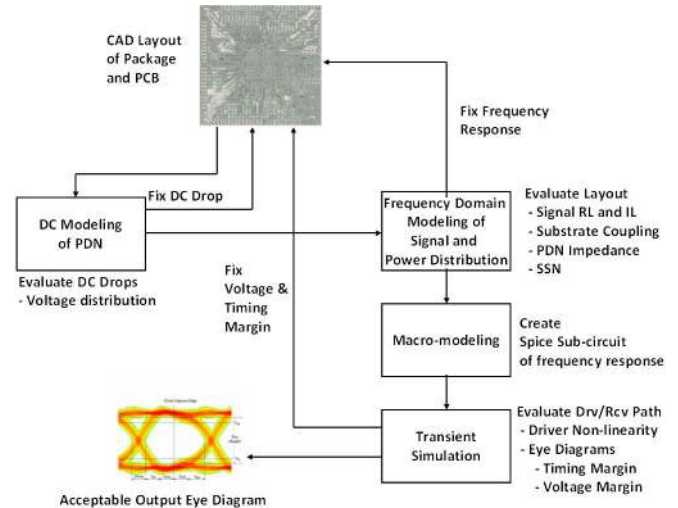 CAD Layout
of Package
and PCB
Fix Frequency
Response
Fix DC Drop
DC Modeling
of PDN
Evaluate DC Drops
- Voltage distribution
Frequency Domain
Modeling of
Signal and
Power Distribution
Evaluate Layout
- Signal RL and IL
- Substrate Coupling
- PDN Impedance
- SSN
Fix
Voltage &
Timing
Margin
Macro-modeling
Create
Spice Sub-circuit
of frequency response
Transient
Simulation
Evaluate Drv/Rcv Path
- Driver Non-linearity
- Eye Diagrams
- Timing Margin
- Voltage Margin
Acceptable Output Eye Diagram